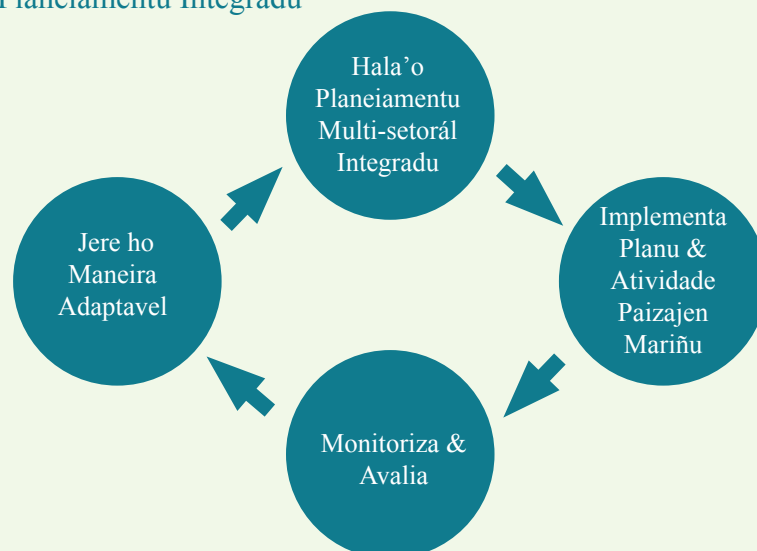 Planeiamentu Integradu
Hala’o
Planeiamentu
Multi-setorál
Integradu
Implementa
Planu &
Atividade
Paizajen
Mariñu
Monitoriza &
Avalia
Jere ho
Maneira
Adaptavel